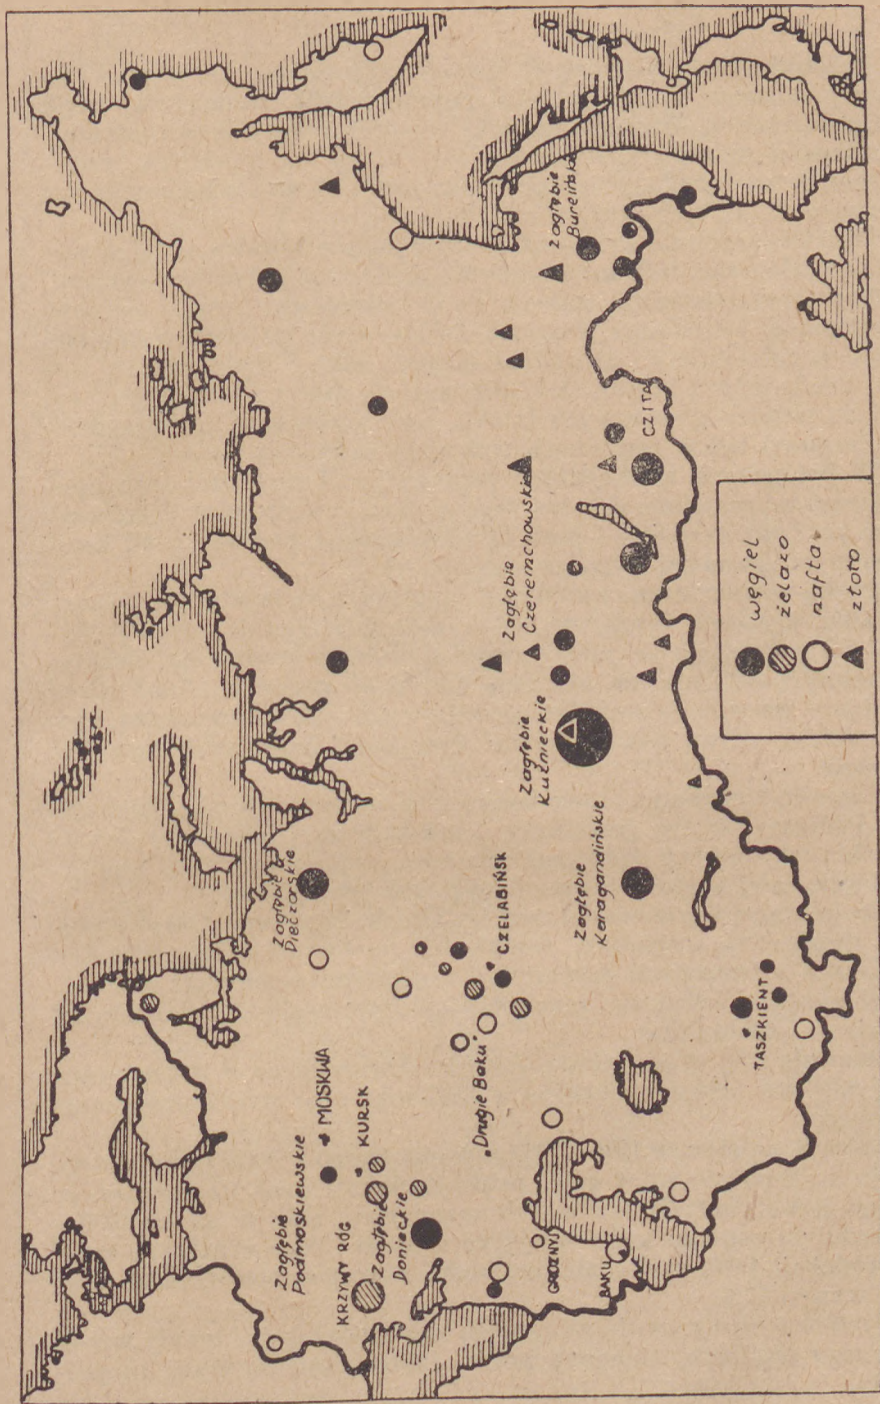 Zagłębie
Pieczorskie
Zagłębie
Podmoskiewskie
MOSKWA
KURSK
KRZYWY RÓG
Zagłębie
Donieckie
„Drugie Baku"
CZELABIŃSK
GROZNYJ
BAKU
TASZKIENT
Zagłębie
Karagandińskie
Zagłębie
Kuźnieckie
Zagłębie
Czeremchowskie
CZITA
Zagłębie
Bureińskie
węgiel
żelazo
nafta
złoto